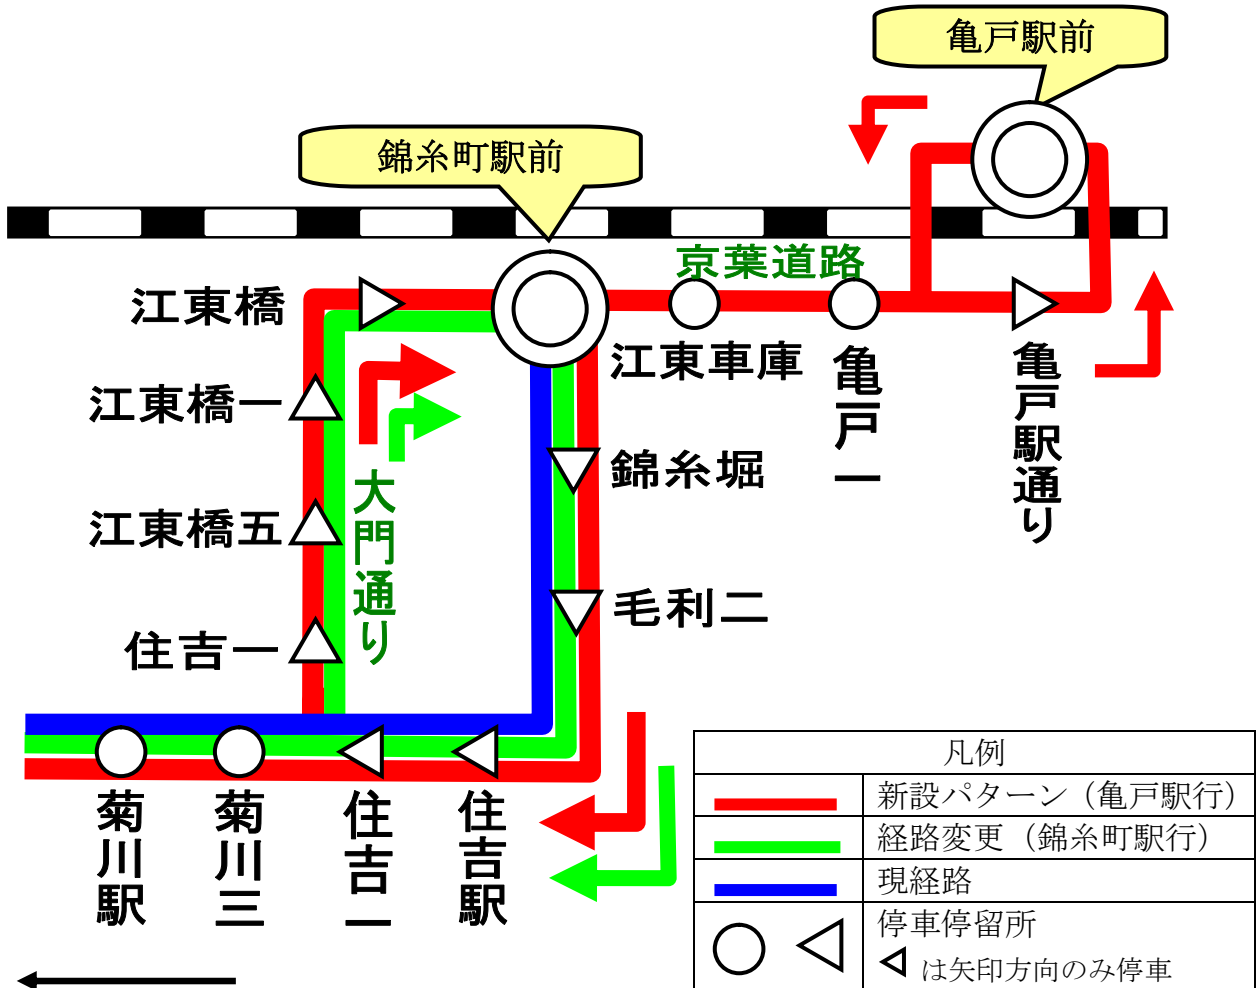 亀戸駅前
錦糸町駅前
京葉道路
江東橋
江東車庫
亀戸一
亀戸駅通り
江東橋一
錦糸堀
大門通り
江東橋五
毛利二
住吉一
菊川駅
菊川三
住吉二
住吉駅
凡例
新設パターン（亀戸駅行）
経路変更（錦糸町駅行）
現経路
停車停留所
は矢印方向のみ停車